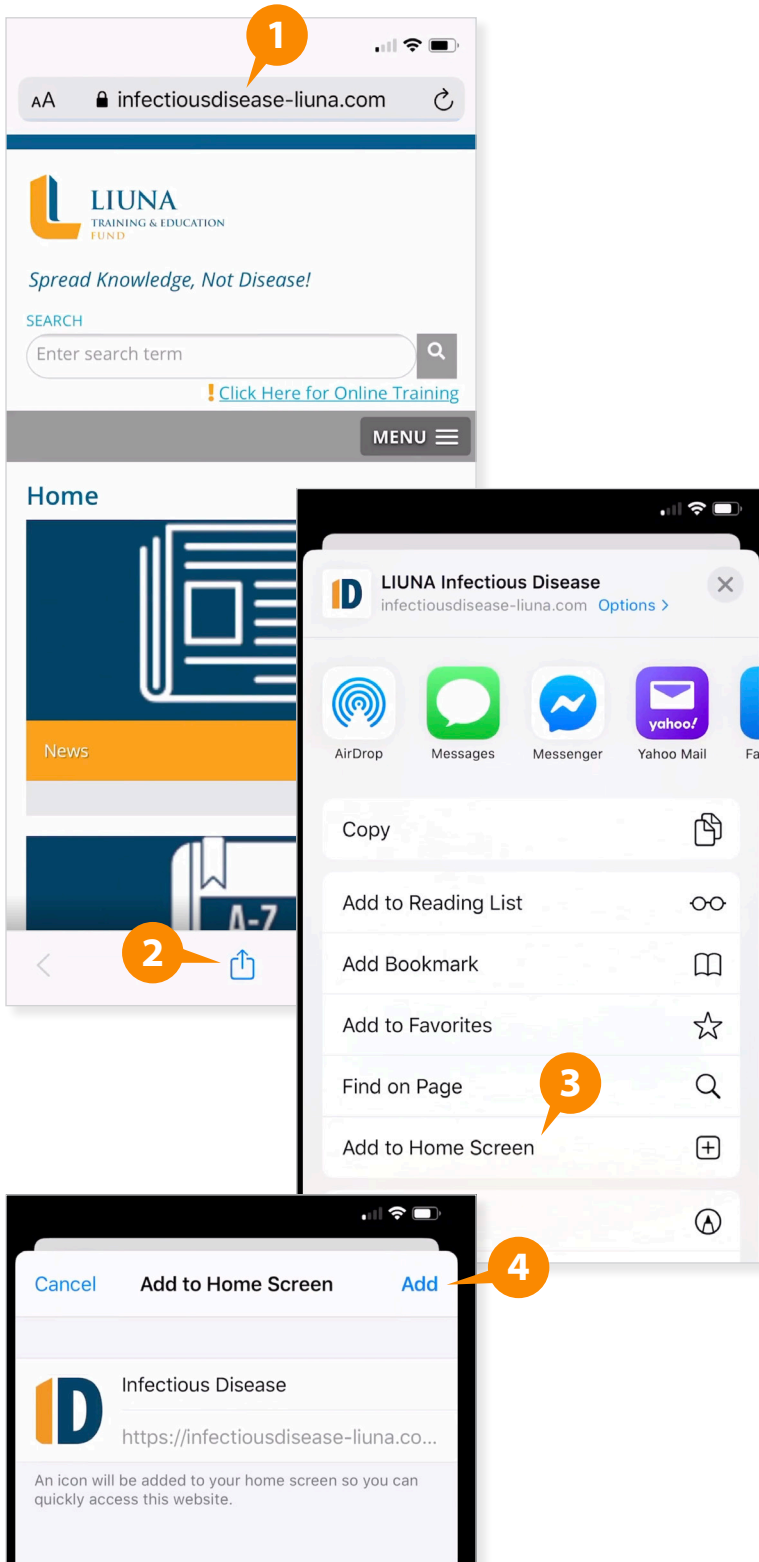 1
AA infectiousdisease-liuna.com
LIUNA
TRAINING & EDUCATION
FUND
Spread Knowledge, Not Disease!
SEARCH
Enter search term
! Click Here for Online Training
MENU
Home
News
A-Z
2
LIUNA Infectious Disease
infectiousdisease-liuna.com Options >
yahoo!
AirDrop Messages Messenger Yahoo Mail Fa
Copy
Add to Reading List
Add Bookmark
Add to Favorites
Find on Page
3
Add to Home Screen
Cancel Add to Home Screen Add
4
ID
Infectious Disease
https://infectiousdisease-liuna.co...
An icon will be added to your home screen so you can
quickly access this website.